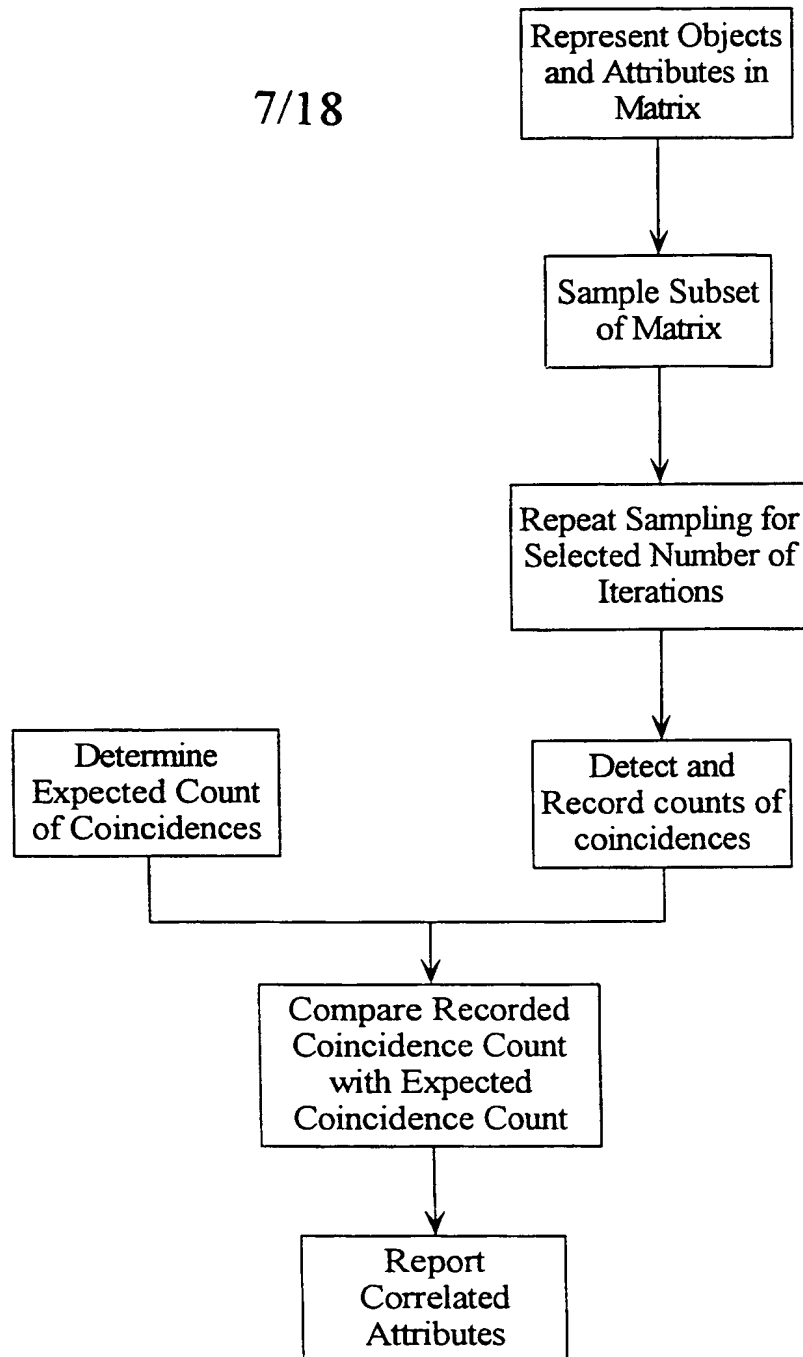 7/18
Represent Objects
and Attributes in
Matrix
Sample Subset
of Matrix
Repeat Sampling for
Selected Number of
Iterations
Determine
Expected Count
of Coincidences
Detect and
Record counts of
coincidences
Compare Recorded
Coincidence Count
with Expected
Coincidence Count
Report
Correlated
Attributes